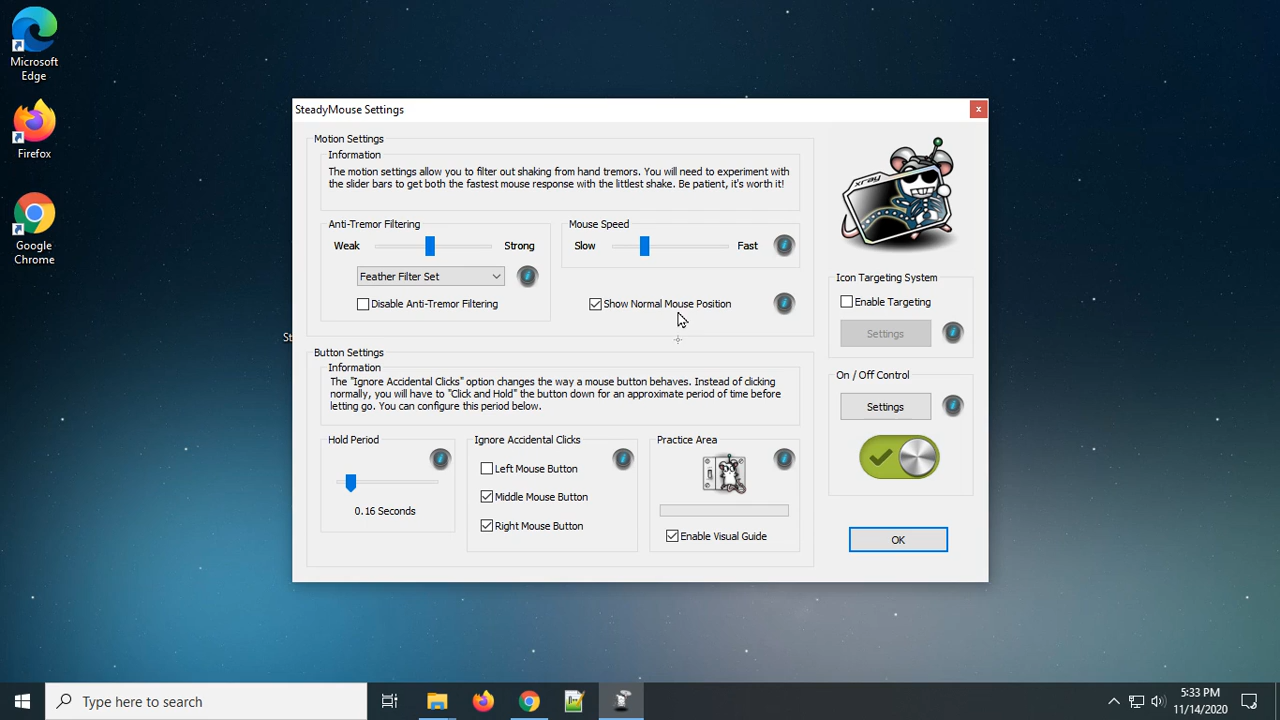 Microsoft
Edge
Firefox
Google
Chrome
St
SteadyMouse Settings
x
Motion Settings
Information
The motion settings allow you to filter out shaking from hand tremors. You will need to experiment with
the slider bars to get both the fastest mouse response with the littlest shake. Be patient, it's worth it!
Anti-Tremor Filtering
Weak
Strong
Feather Filter Set
Disable Anti-Tremor Filtering
Mouse Speed
Slow
Fast
Show Normal Mouse Position
xray
Icon Targeting System
Enable Targeting
Settings
Button Settings
Information
The "Ignore Accidental Clicks" option changes the way a mouse button behaves. Instead of clicking
normally, you will have to "Click and Hold" the button down for an approximate period of time before
letting go. You can configure this period below.
Hold Period
0.16 Seconds
Ignore Accidental Clicks
Left Mouse Button
Middle Mouse Button
Right Mouse Button
Practice Area
Enable Visual Guide
On / Off Control
Settings
OK
Type here to search
5:33 PM
11/14/2020